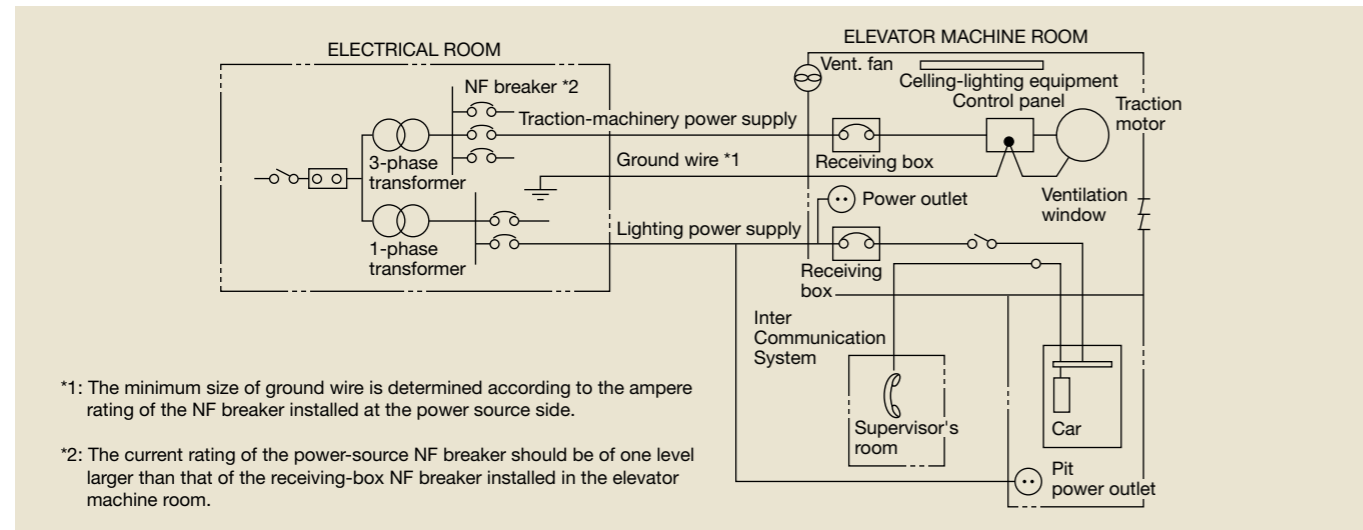 ELECTRICAL ROOM
ELEVATOR MACHINE ROOM
Vent. fan
Celling-lighting equipment
Control panel
Traction
motor
NF breaker *2
Traction-machinery power supply
Receiving box
3-phase
transformer
Ground wire *1
Ventilation
window
Power outlet
1-phase
transformer
Lighting power supply
Receiving
box
Inter
Communication
System
Supervisor's
room
Car
Pit
power outlet
*1: The minimum size of ground wire is determined according to the ampere
rating of the NF breaker installed at the power source side.
*2: The current rating of the power-source NF breaker should be of one level
larger than that of the receiving-box NF breaker installed in the elevator
machine room.